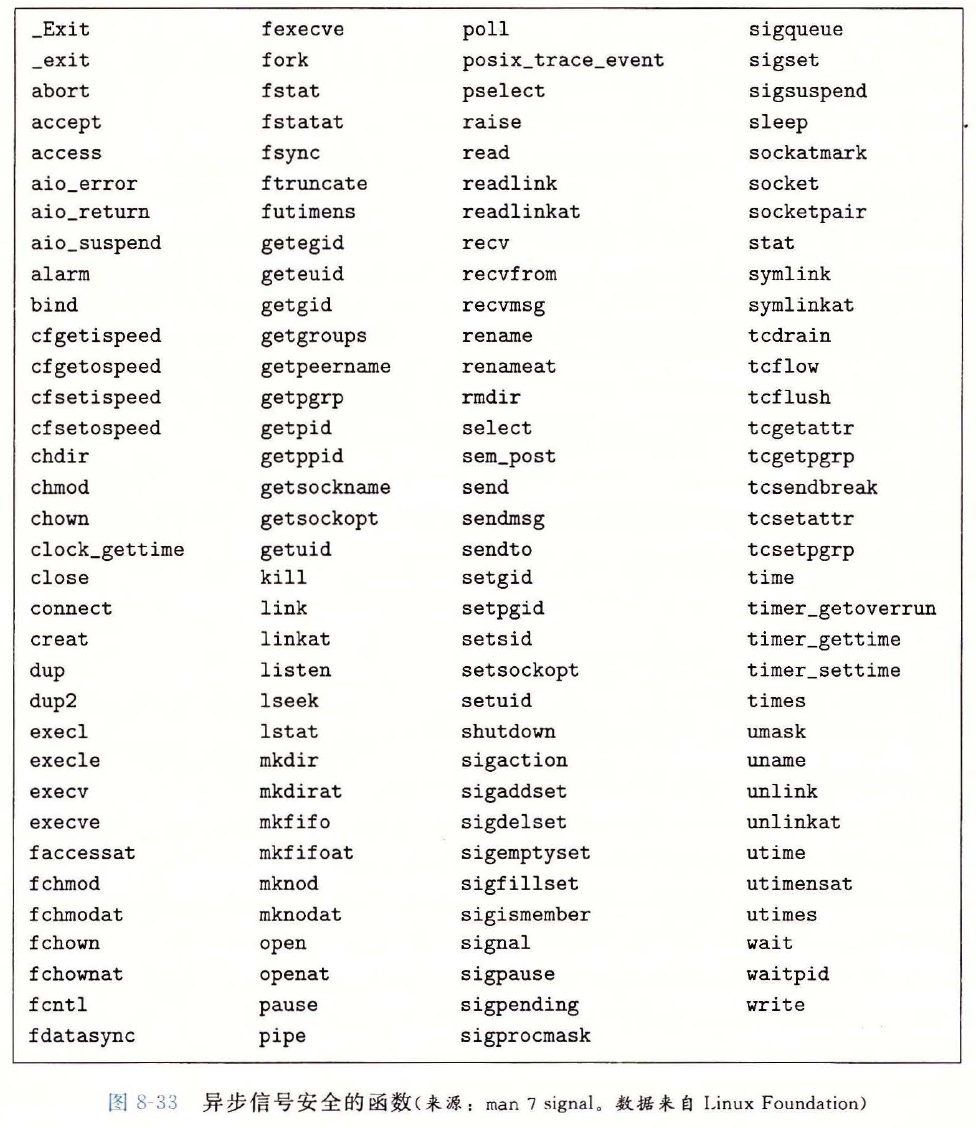 _Exit fexecve poll sigqueue
_exit fork posix_trace_event sigset
abort fstat pselect sigsuspend
accept fstatat raise sleep
access fsync read sockatmark
aio_error ftruncate readlink socket
aio_return futimens readlinkat socketpair
aio_suspend getegid recv stat
alarm geteuid recvfrom symlink
bind getgid recvmsg symlinkat
cfgetispeed getgroups rename tcdrain
cfgetospeed getpeername renameat tcflow
cfsetispeed getpgrp rmdir tcflush
cfsetospeed getpid select tcgetattr
chdir getppid sem_post tcgetpgrp
chmod getsockname send tcsendbreak
chown getsockopt sendmsg tcsetattr
clock_gettime getuid sendto tcsetpgrp
close kill setgid time
connect link setpgid timer_getoverrun
creat linkat setsid timer_gettime
dup listen setsockopt timer_settime
dup2 lseek setuid times
execl lstat shutdown umask
execle mkdir sigaction uname
execv mkdirat sigaddset unlink
execve mkfifo sigdelset unlinkat
faccessat mkfifoat sigemptyset utime
fchmod mknod sigfillset utimensat
fchmodat mknodat sigismember utimes
fchown open signal wait
fchownat openat sigpause waitpid
fcntl pause sigpending write
fdatasync pipe sigprocmask
图 8-33 异步信号安全的函数(来源：man 7 signal。数据来自 Linux Foundation)